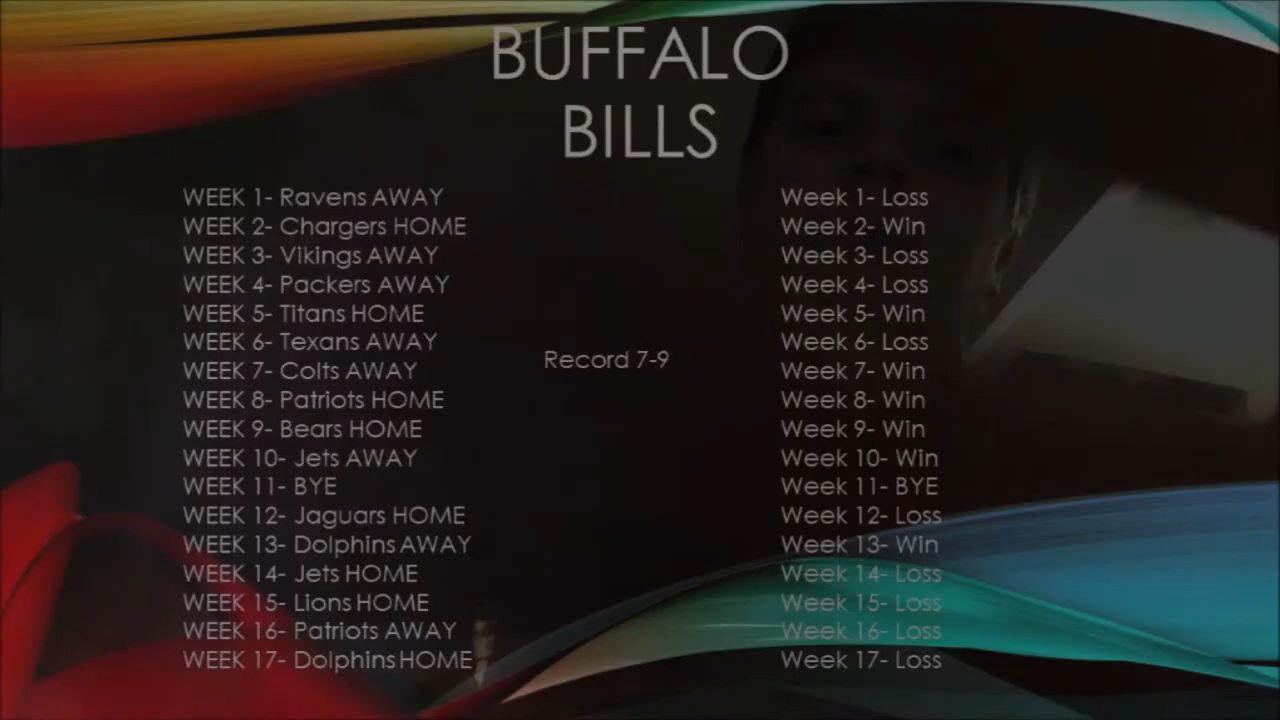 BUFFALO
BILLS
WEEK 1- Ravens AWAY
WEEK 2- Chargers HOME
WEEK 3- Vikings AWAY
WEEK 4- Packers AWAY
WEEK 5- Titans HOME
WEEK 6- Texans AWAY
WEEK 7- Colts AWAY
WEEK 8- Patriots HOME
WEEK 9- Bears HOME
WEEK 10- Jets AWAY
WEEK 11- BYE
WEEK 12- Jaguars HOME
WEEK 13- Dolphins AWAY
WEEK 14- Jets HOME
WEEK 15- Lions HOME
WEEK 16- Patriots AWAY
WEEK 17- Dolphins HOME
Record 7-9
Week 1- Loss
Week 2- Win
Week 3- Loss
Week 4- Loss
Week 5- Win
Week 6- Loss
Week 7- Win
Week 8- Win
Week 9- Win
Week 10- Win
Week 11- BYE
Week 12- Loss
Week 13- Win
Week 14- Loss
Week 15- Loss
Week 16- Loss
Week 17- Loss